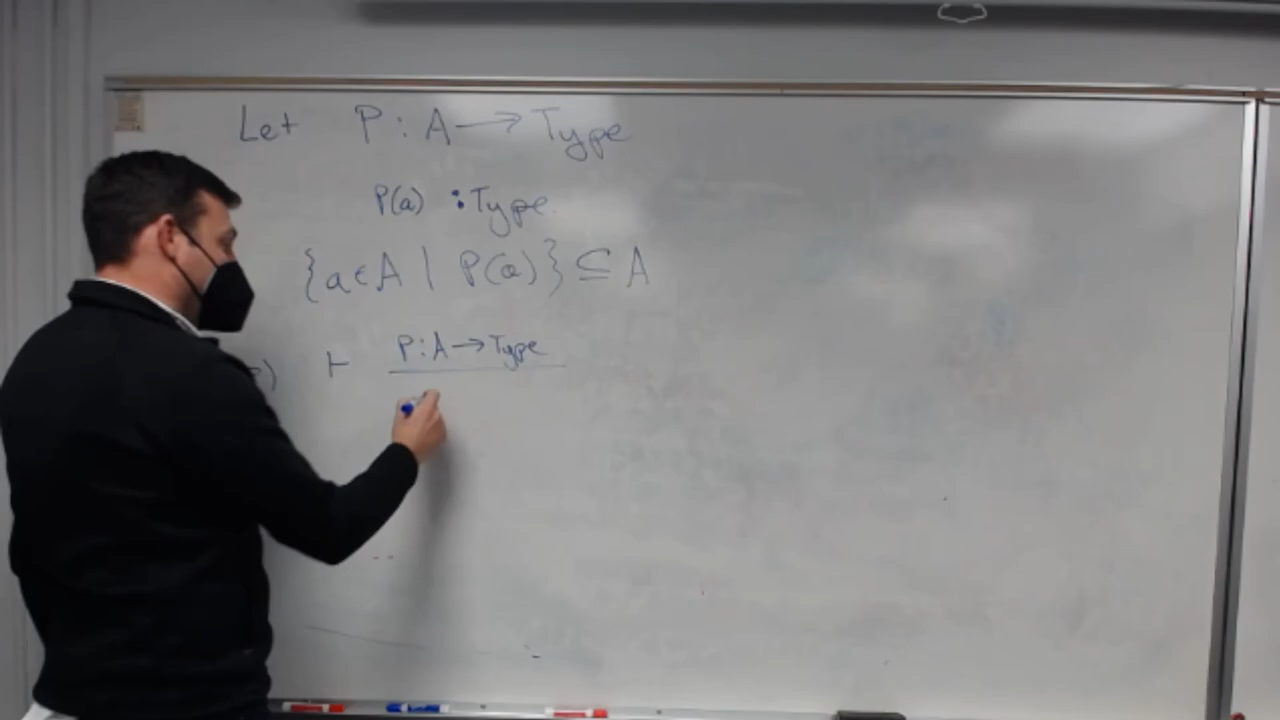 Let P : A → Type
P(a) : Type
{a ∈ A | P(a)} ⊆ A
) ⊢ P : A → Type